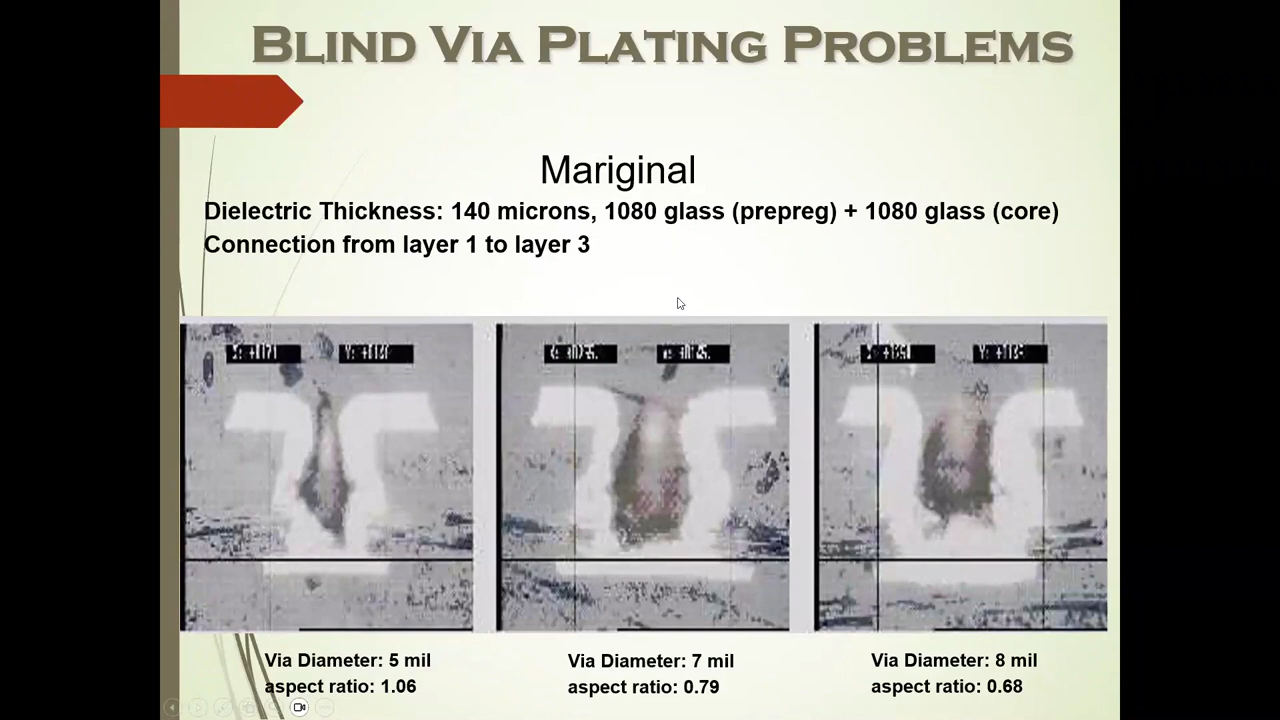 BLIND VIA PLATING PROBLEMS
Mariginal
Dielectric Thickness: 140 microns, 1080 glass (prepreg) + 1080 glass (core)
Connection from layer 1 to layer 3
Via Diameter: 5 mil
aspect ratio: 1.06
Via Diameter: 7 mil
aspect ratio: 0.79
Via Diameter: 8 mil
aspect ratio: 0.68